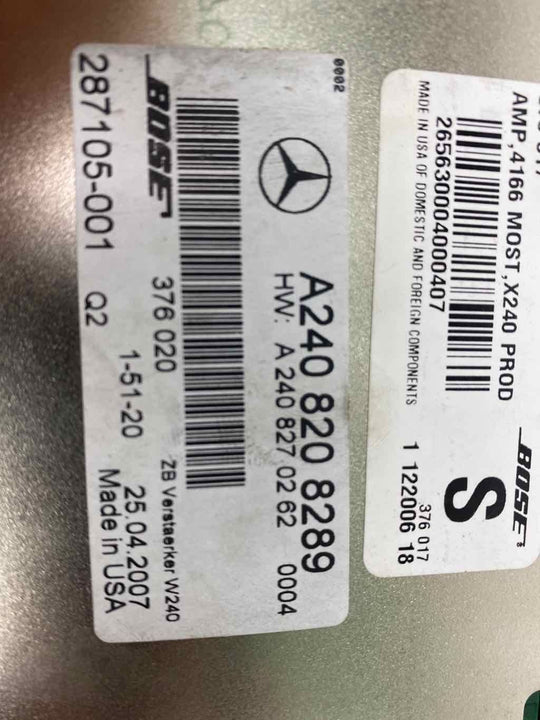 0002
A240 820 8289
HW: A 240 827 02 62 0004
BOSE
376 020
ZB Verstaerker W240
287105-001 Q2
1-51-20
25.04.2007
Made in USA
AMP,4166 MOST,X240 PROD
265630004000407
MADE IN USA OF DOMESTIC AND FOREIGN COMPONENTS
BOSE
S
376 017
1 122006 18